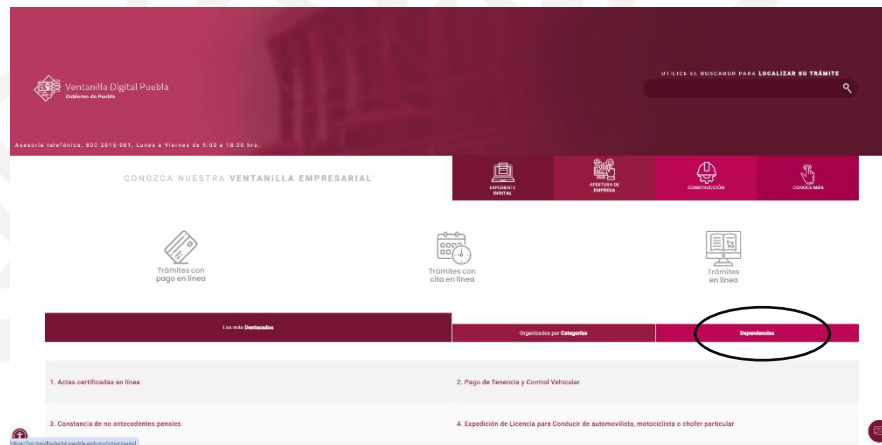 Ventanilla Digital Puebla
Gobierno de Puebla
UTILICE EL BUSCADOR PARA LOCALIZAR SU TRÁMITE
Asesoría telefónica: 800 2015 081, Lunes a Viernes de 9:00 a 18:00 hrs.
CONOZCA NUESTRA VENTANILLA EMPRESARIAL
EXPEDIENTE
DIGITAL
APERTURA DE
EMPRESA
CONSTRUCCIÓN
CONOCE MÁS
Trámites con
pago en línea
Trámites con
cita en línea
Trámites
en línea
Los más Destacados
Organizados por Categorías
Dependencias
1. Actas certificadas en línea
2. Pago de Tenencia y Control Vehicular
3. Constancia de no antecedentes penales
4. Expedición de Licencia para Conducir de automovilista, motociclista o chofer particular